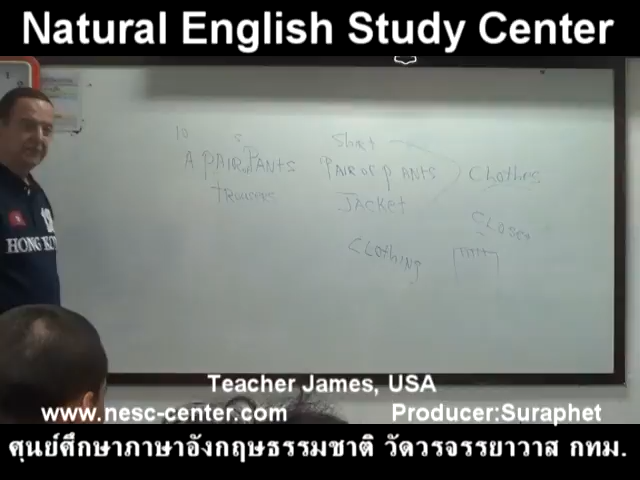 Natural English Study Center
10
Shirt
A PAIR OF PANTS
PAIR OF PANTS
Clothes
trousers
Jacket
Closet
Clothing
HONG KO
Teacher James, USA
www.nesc-center.com
Producer:Suraphet
ศูนย์ศึกษาภาษาอังกฤษธรรมชาติ วัดวรจรรยาวาส กทม.